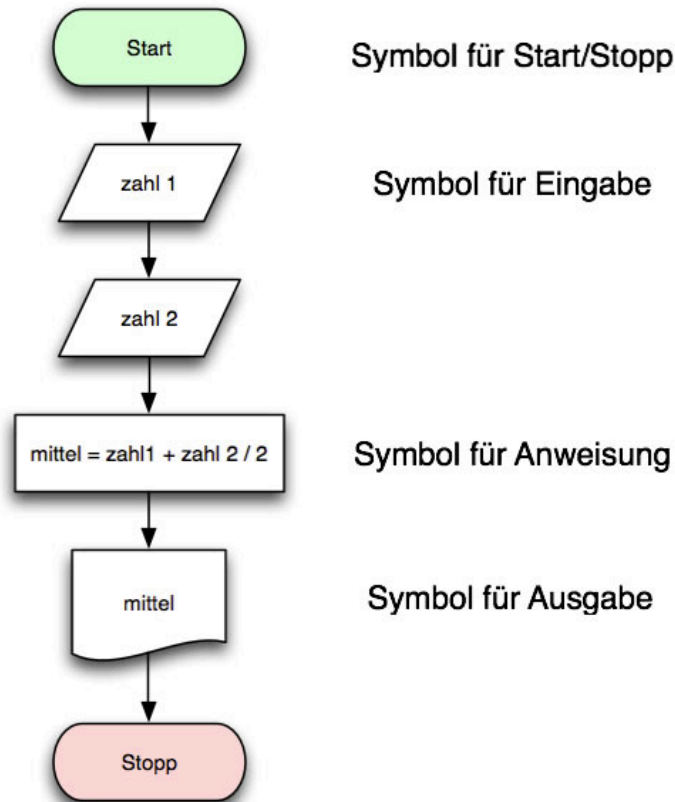 Start
Symbol für Start/Stopp
zahl 1
Symbol für Eingabe
zahl 2
mittel = zahl1 + zahl 2 / 2
Symbol für Anweisung
mittel
Symbol für Ausgabe
Stopp